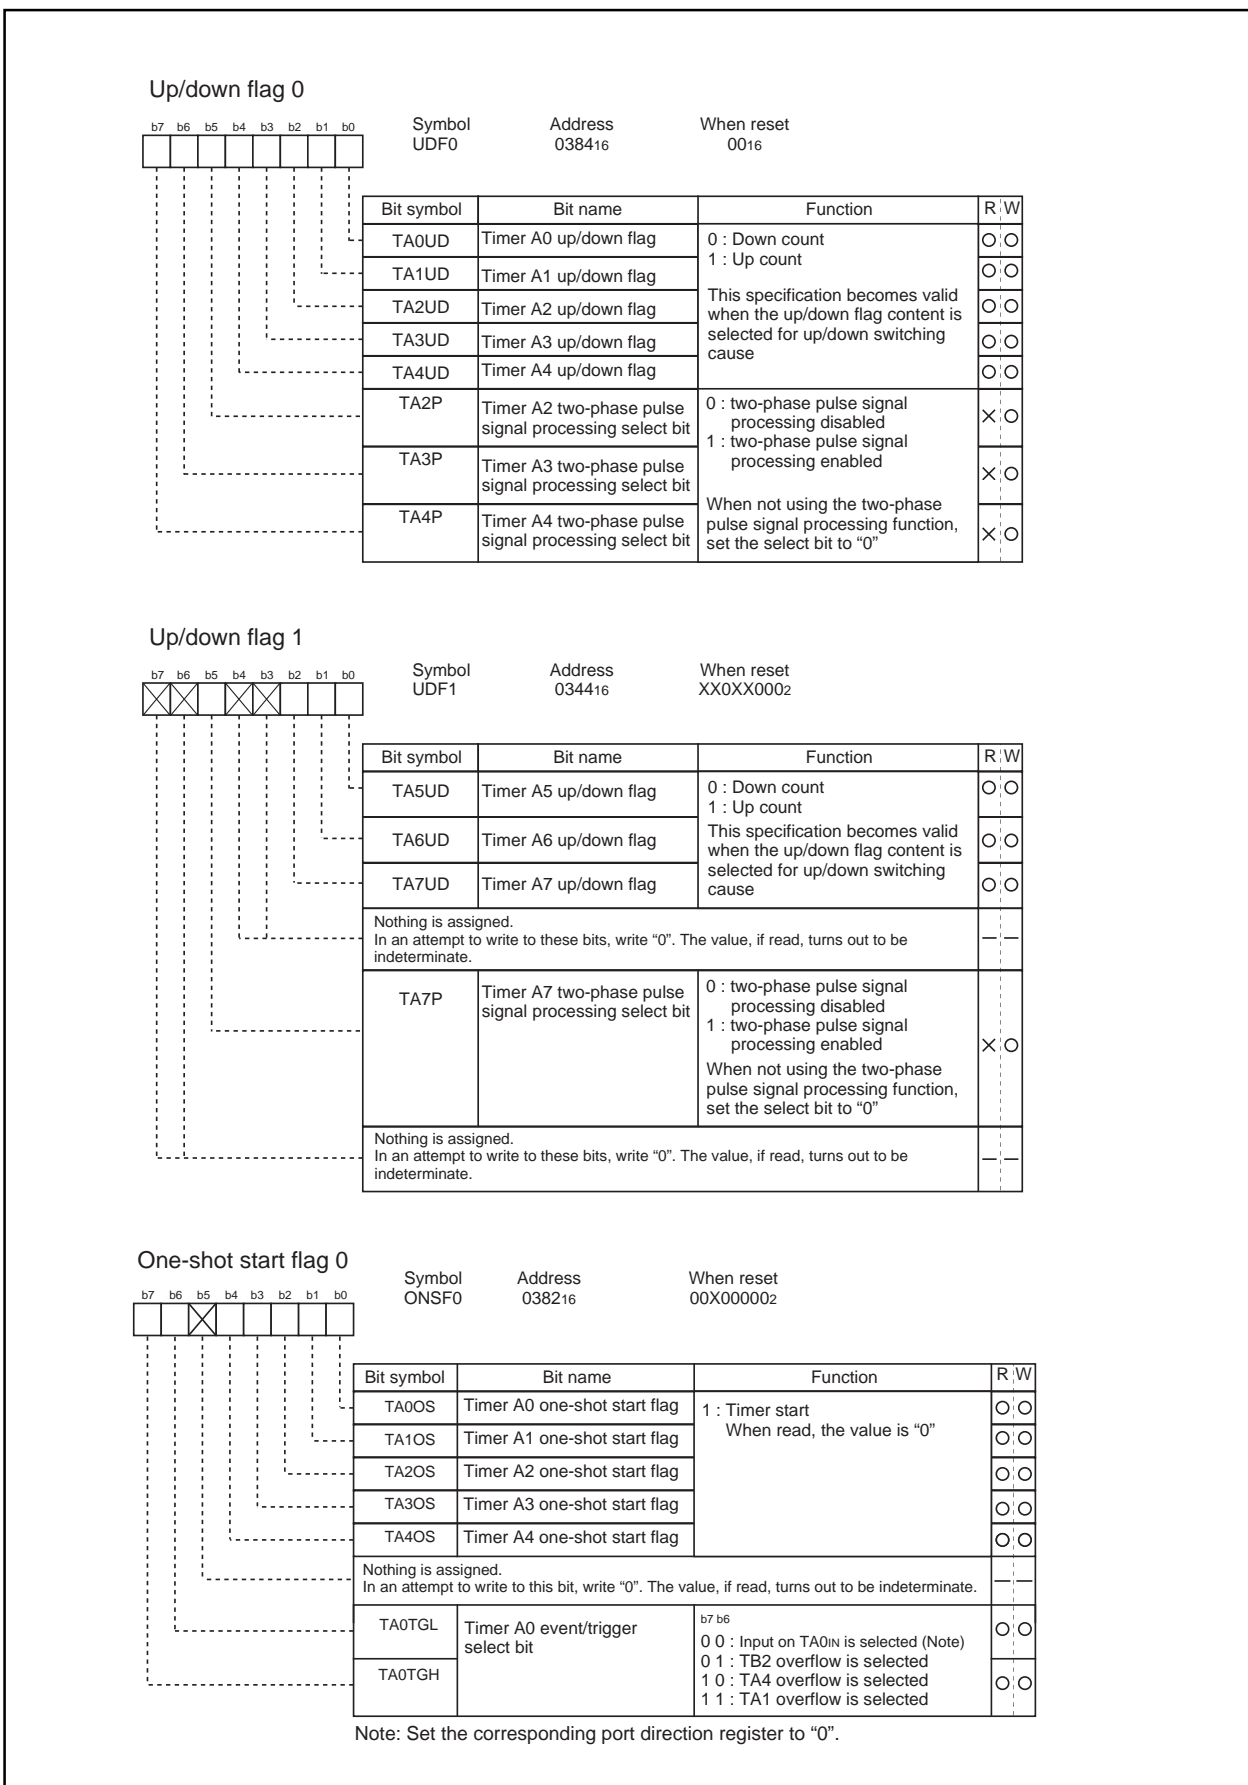 Up/down flag 0
b7 b6 b5 b4 b3 b2 b1 b0
Symbol Address When reset
UDF0 038416 0016
Bit symbol Bit name Function R W
TA0UD Timer A0 up/down flag
TA1UD Timer A1 up/down flag
TA2UD Timer A2 up/down flag
TA3UD Timer A3 up/down flag
TA4UD Timer A4 up/down flag
0 : Down count
1 : Up count
This specification becomes valid
when the up/down flag content is
selected for up/down switching
cause
TA2P Timer A2 two-phase pulse
signal processing select bit
TA3P Timer A3 two-phase pulse
signal processing select bit
TA4P Timer A4 two-phase pulse
signal processing select bit
0 : two-phase pulse signal
processing disabled
1 : two-phase pulse signal
processing enabled
When not using the two-phase
pulse signal processing function,
set the select bit to “0”
Up/down flag 1
b7 b6 b5 b4 b3 b2 b1 b0
Symbol Address When reset
UDF1 034416 XX0XX0002
Bit symbol Bit name Function R W
TA5UD Timer A5 up/down flag
TA6UD Timer A6 up/down flag
TA7UD Timer A7 up/down flag
0 : Down count
1 : Up count
This specification becomes valid
when the up/down flag content is
selected for up/down switching
cause
Nothing is assigned.
In an attempt to write to these bits, write “0”. The value, if read, turns out to be
indeterminate.
TA7P Timer A7 two-phase pulse
signal processing select bit
0 : two-phase pulse signal
processing disabled
1 : two-phase pulse signal
processing enabled
When not using the two-phase
pulse signal processing function,
set the select bit to “0”
Nothing is assigned.
In an attempt to write to these bits, write “0”. The value, if read, turns out to be
indeterminate.
One-shot start flag 0
b7 b6 b5 b4 b3 b2 b1 b0
Symbol Address When reset
ONSF0 038216 00X000002
Bit symbol Bit name Function R W
TA0OS Timer A0 one-shot start flag
TA1OS Timer A1 one-shot start flag
TA2OS Timer A2 one-shot start flag
TA3OS Timer A3 one-shot start flag
TA4OS Timer A4 one-shot start flag
1 : Timer start
When read, the value is “0”
Nothing is assigned.
In an attempt to write to this bit, write “0”. The value, if read, turns out to be indeterminate.
TA0TGL
TA0TGH
Timer A0 event/trigger
select bit
b7 b6
0 0 : Input on TA0IN is selected (Note)
0 1 : TB2 overflow is selected
1 0 : TA4 overflow is selected
1 1 : TA1 overflow is selected
Note: Set the corresponding port direction register to “0”.